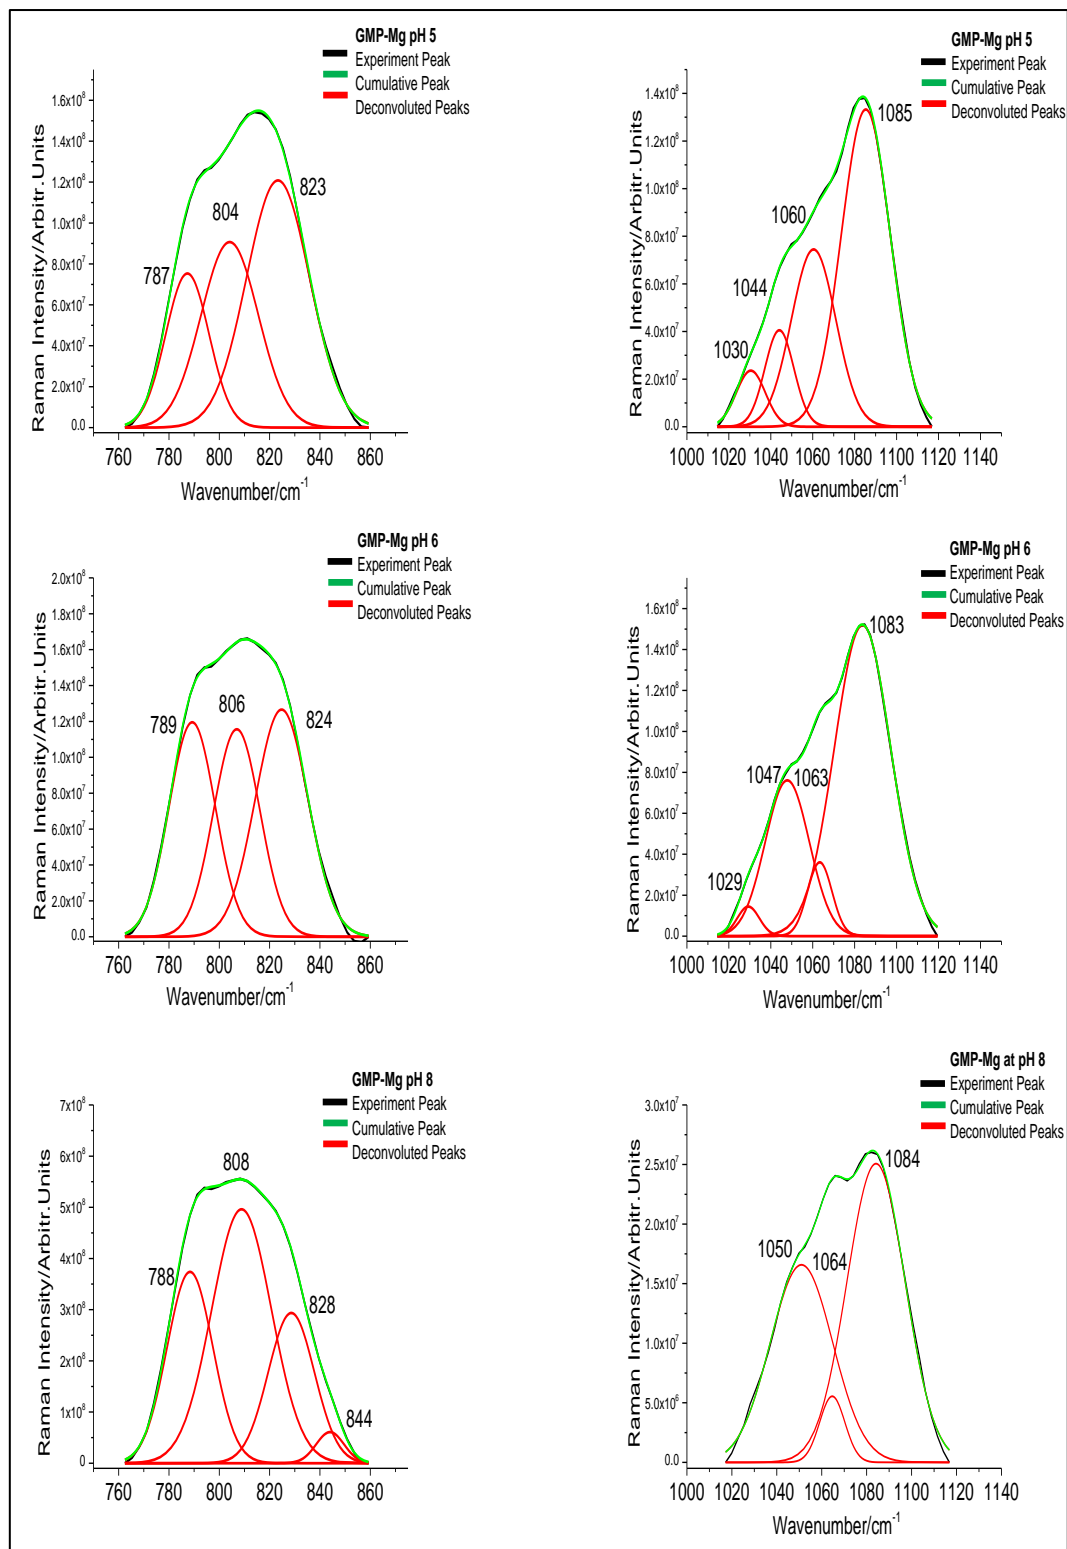 GMP-Mg pH 5
Experiment Peak
Cumulative Peak
Deconvoluted Peaks
Raman Intensity/Arbitr.Units
1.6x10⁸
1.4x10⁸
1.2x10⁸
1.0x10⁸
8.0x10⁷
6.0x10⁷
4.0x10⁷
2.0x10⁷
0.0
787
804
823
760 780 800 820 840 860
Wavenumber/cm⁻¹
GMP-Mg pH 5
Experiment Peak
Cumulative Peak
Deconvoluted Peaks
Raman Intensity/Arbitr.Units
1.4x10⁸
1.2x10⁸
1.0x10⁸
8.0x10⁷
6.0x10⁷
4.0x10⁷
2.0x10⁷
0.0
1030
1044
1060
1085
1000 1020 1040 1060 1080 1100 1120 1140
Wavenumber/cm⁻¹
GMP-Mg pH 6
Experiment Peak
Cumulative Peak
Deconvoluted Peaks
Raman Intensity/Arbitr.Units
2.0x10⁸
1.8x10⁸
1.6x10⁸
1.4x10⁸
1.2x10⁸
1.0x10⁸
8.0x10⁷
6.0x10⁷
4.0x10⁷
2.0x10⁷
0.0
789
806
824
760 780 800 820 840 860
Wavenumber/cm⁻¹
GMP-Mg pH 6
Experiment Peak
Cumulative Peak
Deconvoluted Peaks
Raman Intensity/Arbitr.Units
1.6x10⁸
1.4x10⁸
1.2x10⁸
1.0x10⁸
8.0x10⁷
6.0x10⁷
4.0x10⁷
2.0x10⁷
0.0
1029
1047
1063
1083
1000 1020 1040 1060 1080 1100 1120 1140
Wavenumber/cm⁻¹
GMP-Mg pH 8
Experiment Peak
Cumulative Peak
Deconvoluted Peaks
Raman Intensity/Arbitr.Units
7x10⁸
6x10⁸
5x10⁸
4x10⁸
3x10⁸
2x10⁸
1x10⁸
0.0
788
808
828
844
760 780 800 820 840 860
Wavenumber/cm⁻¹
GMP-Mg at pH 8
Experiment Peak
Cumulative Peak
Deconvoluted Peaks
Raman Intensity/Arbitr.Units
3.0x10⁷
2.5x10⁷
2.0x10⁷
1.5x10⁷
1.0x10⁷
5.0x10⁶
0.0
1050
1064
1084
1000 1020 1040 1060 1080 1100 1120 1140
Wavenumber/cm⁻¹